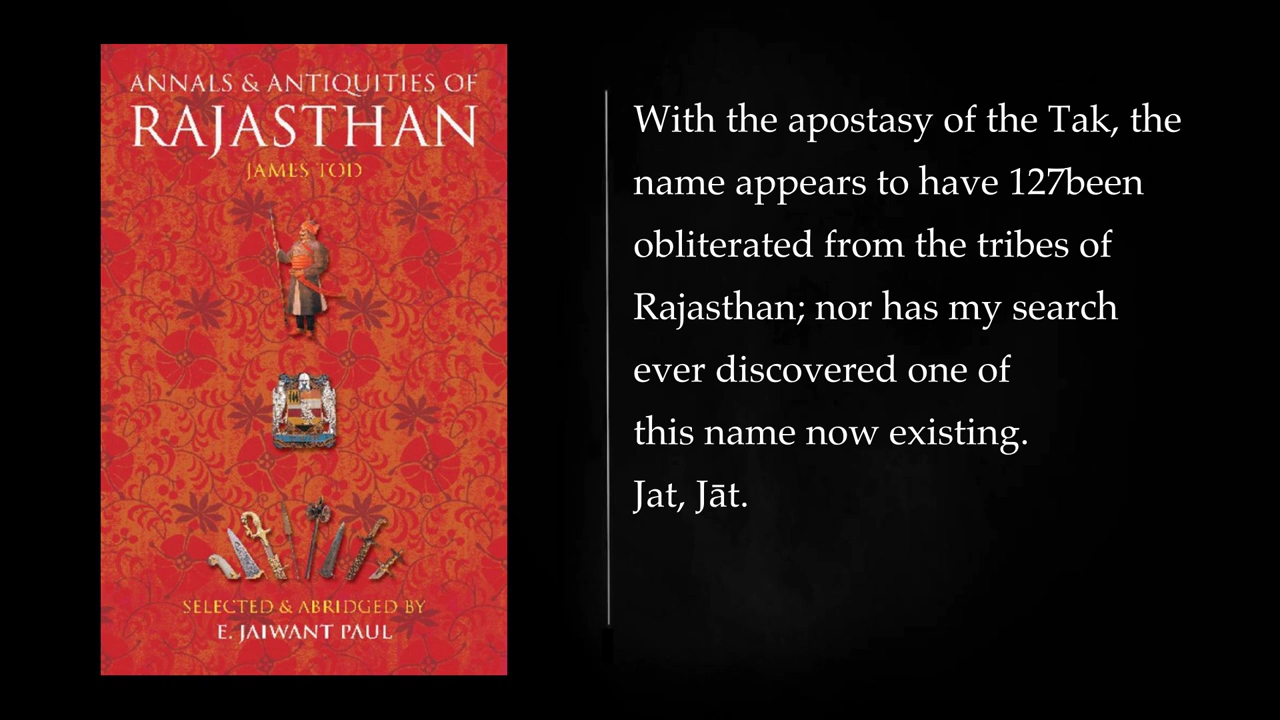 ANNALS & ANTIQUITIES OF
RAJASTHAN
JAMES TOD
SELECTED & ABRIDGED BY
E. JAIWANT PAUL
With the apostasy of the Tak, the
name appears to have 127been
obliterated from the tribes of
Rajasthan; nor has my search
ever discovered one of
this name now existing.
Jat, Jāt.